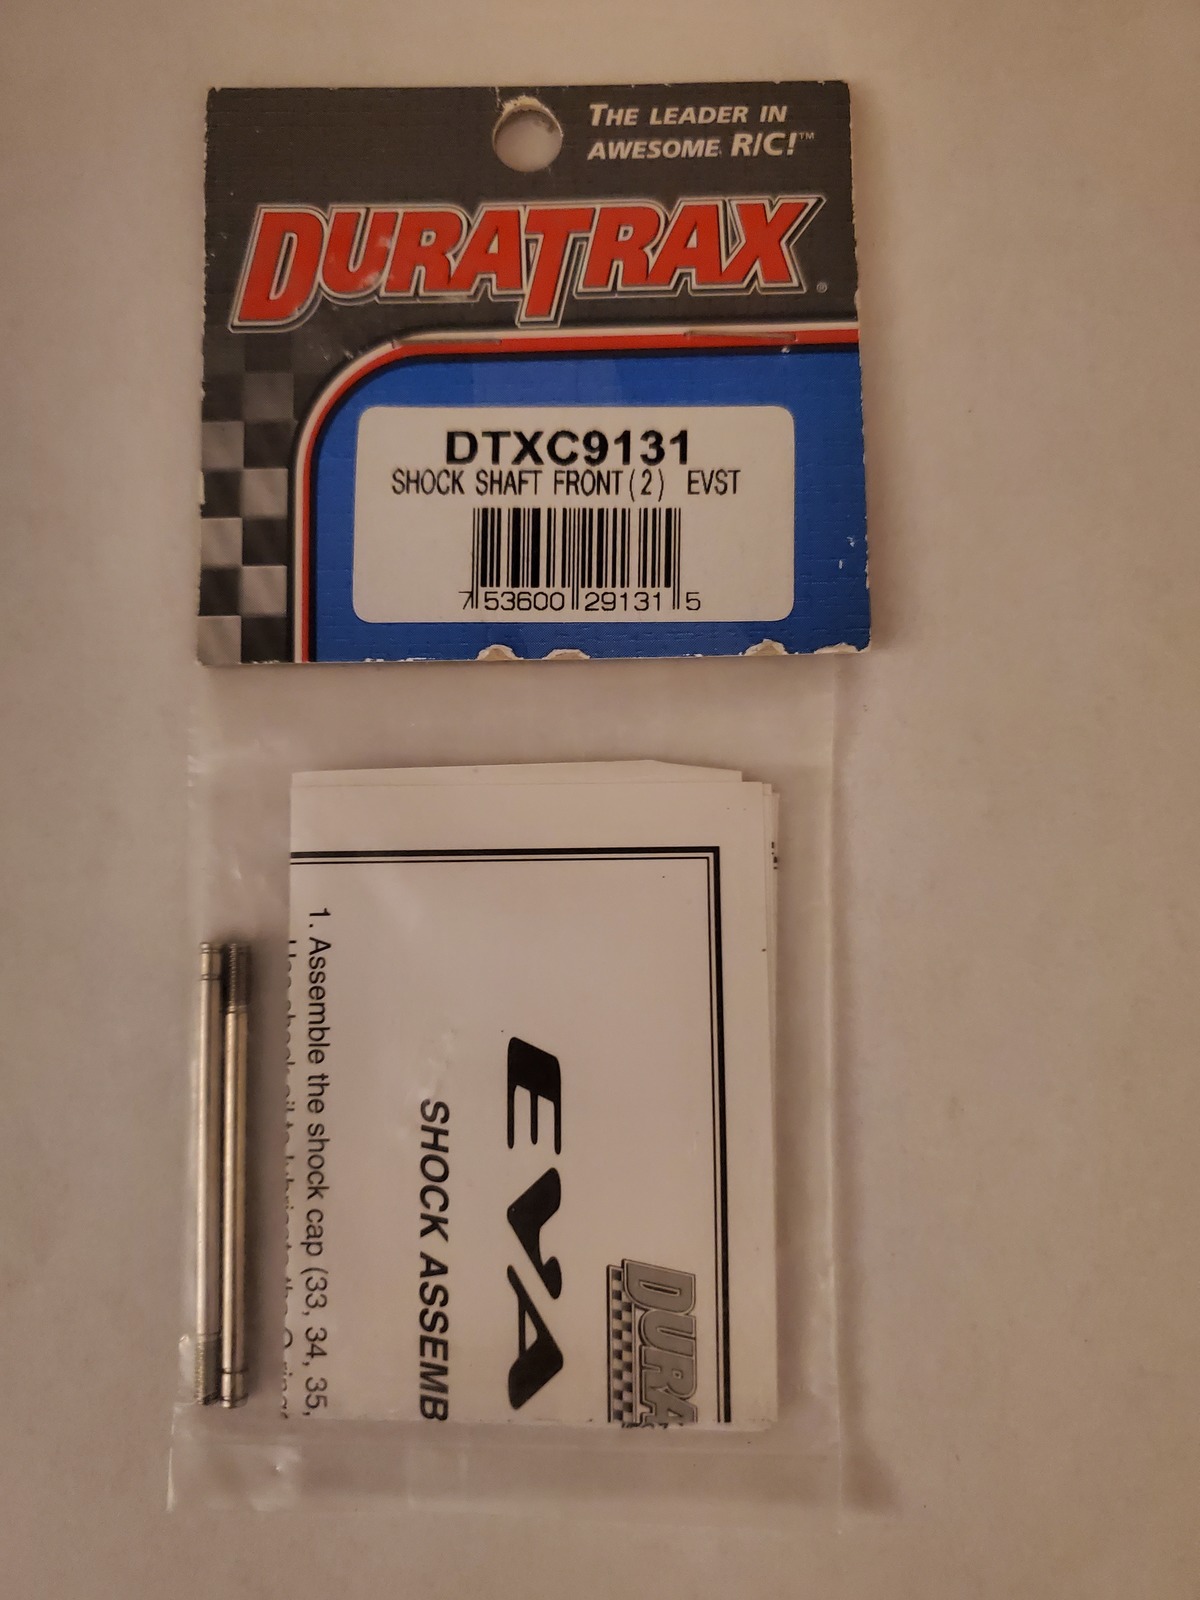 THE LEADER IN
AWESOME R/C!™
DURATRAX®
DTXC9131
SHOCK SHAFT FRONT(2) EVST
7 53600 29131 5
DURA
EVA
SHOCK ASSEMB
1. Assemble the shock cap (33, 34, 35,